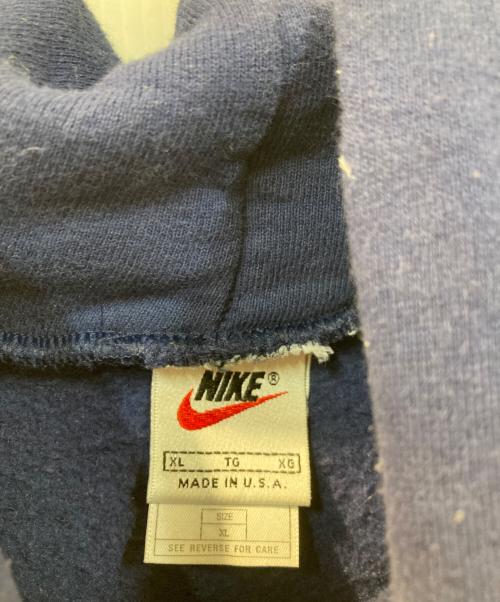 NIKE®
XL TG XG
MADE IN U.S.A.
SIZE
XL
SEE REVERSE FOR CARE